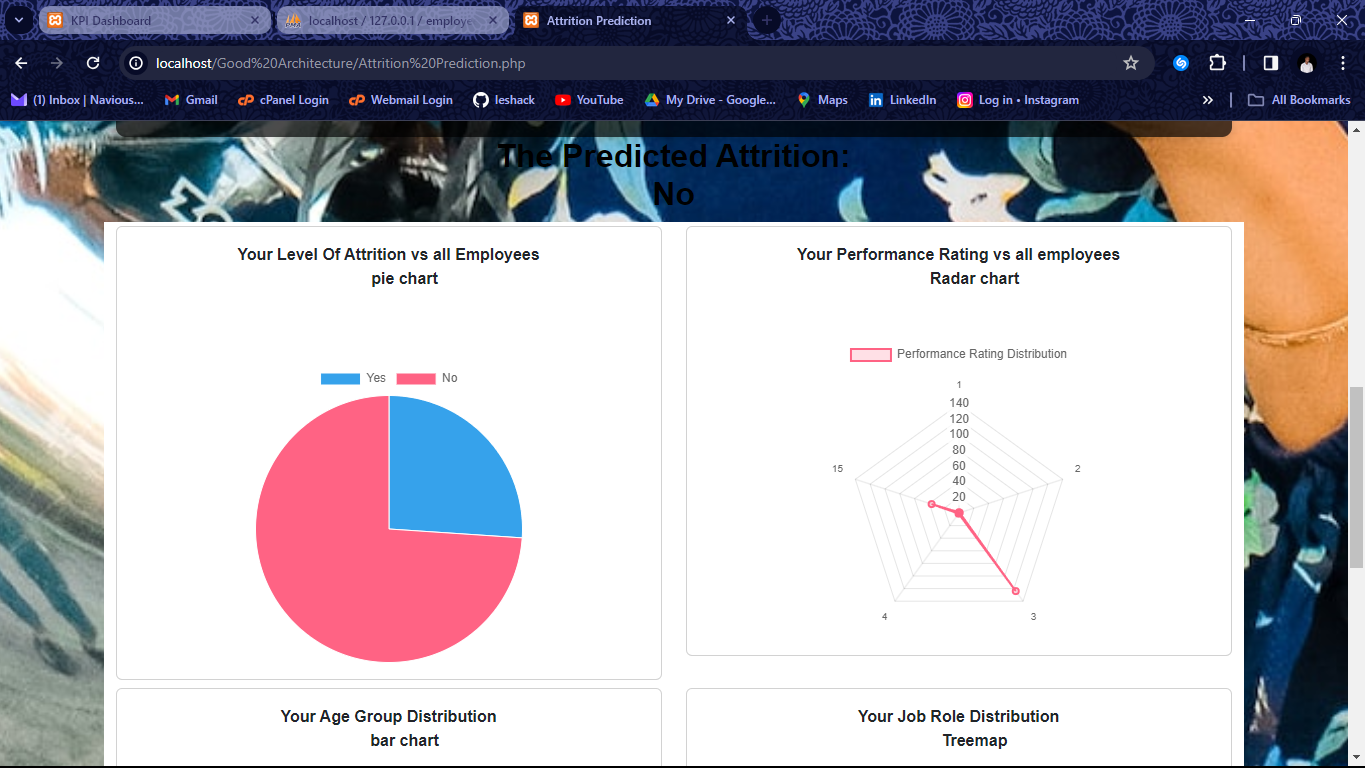 KPI Dashboard
localhost / 127.0.0.1 / employe
Attrition Prediction
localhost/Good%20Architecture/Attrition%20Prediction.php
(1) Inbox | Navious...
Gmail
cPanel Login
Webmail Login
leshack
YouTube
My Drive - Google...
Maps
LinkedIn
Log in • Instagram
»
All Bookmarks
The Predicted Attrition:
No
Your Level Of Attrition vs all Employees
pie chart
Yes No
Your Performance Rating vs all employees
Radar chart
Performance Rating Distribution
1
140
120
100
80
60
40
20
15
2
4
3
Your Age Group Distribution
bar chart
Your Job Role Distribution
Treemap